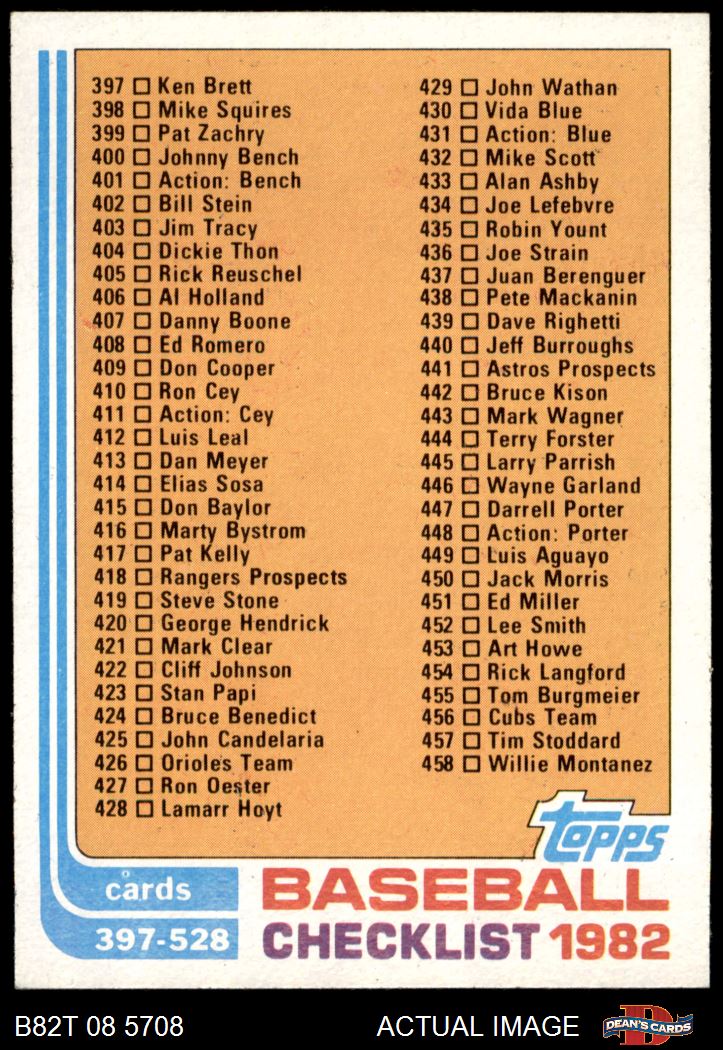 397 Ken Brett
398 Mike Squires
399 Pat Zachry
400 Johnny Bench
401 Action: Bench
402 Bill Stein
403 Jim Tracy
404 Dickie Thon
405 Rick Reuschel
406 Al Holland
407 Danny Boone
408 Ed Romero
409 Don Cooper
410 Ron Cey
411 Action: Cey
412 Luis Leal
413 Dan Meyer
414 Elias Sosa
415 Don Baylor
416 Marty Bystrom
417 Pat Kelly
418 Rangers Prospects
419 Steve Stone
420 George Hendrick
421 Mark Clear
422 Cliff Johnson
423 Stan Papi
424 Bruce Benedict
425 John Candelaria
426 Orioles Team
427 Ron Oester
428 Lamarr Hoyt
429 John Wathan
430 Vida Blue
431 Action: Blue
432 Mike Scott
433 Alan Ashby
434 Joe Lefebvre
435 Robin Yount
436 Joe Strain
437 Juan Berenguer
438 Pete Mackanin
439 Dave Righetti
440 Jeff Burroughs
441 Astros Prospects
442 Bruce Kison
443 Mark Wagner
444 Terry Forster
445 Larry Parrish
446 Wayne Garland
447 Darrell Porter
448 Action: Porter
449 Luis Aguayo
450 Jack Morris
451 Ed Miller
452 Lee Smith
453 Art Howe
454 Rick Langford
455 Tom Burgmeier
456 Cubs Team
457 Tim Stoddard
458 Willie Montanez
topps
cards
397-528
BASEBALL
CHECKLIST 1982
B82T 08 5708
ACTUAL IMAGE
D
DEAN'S CARDS